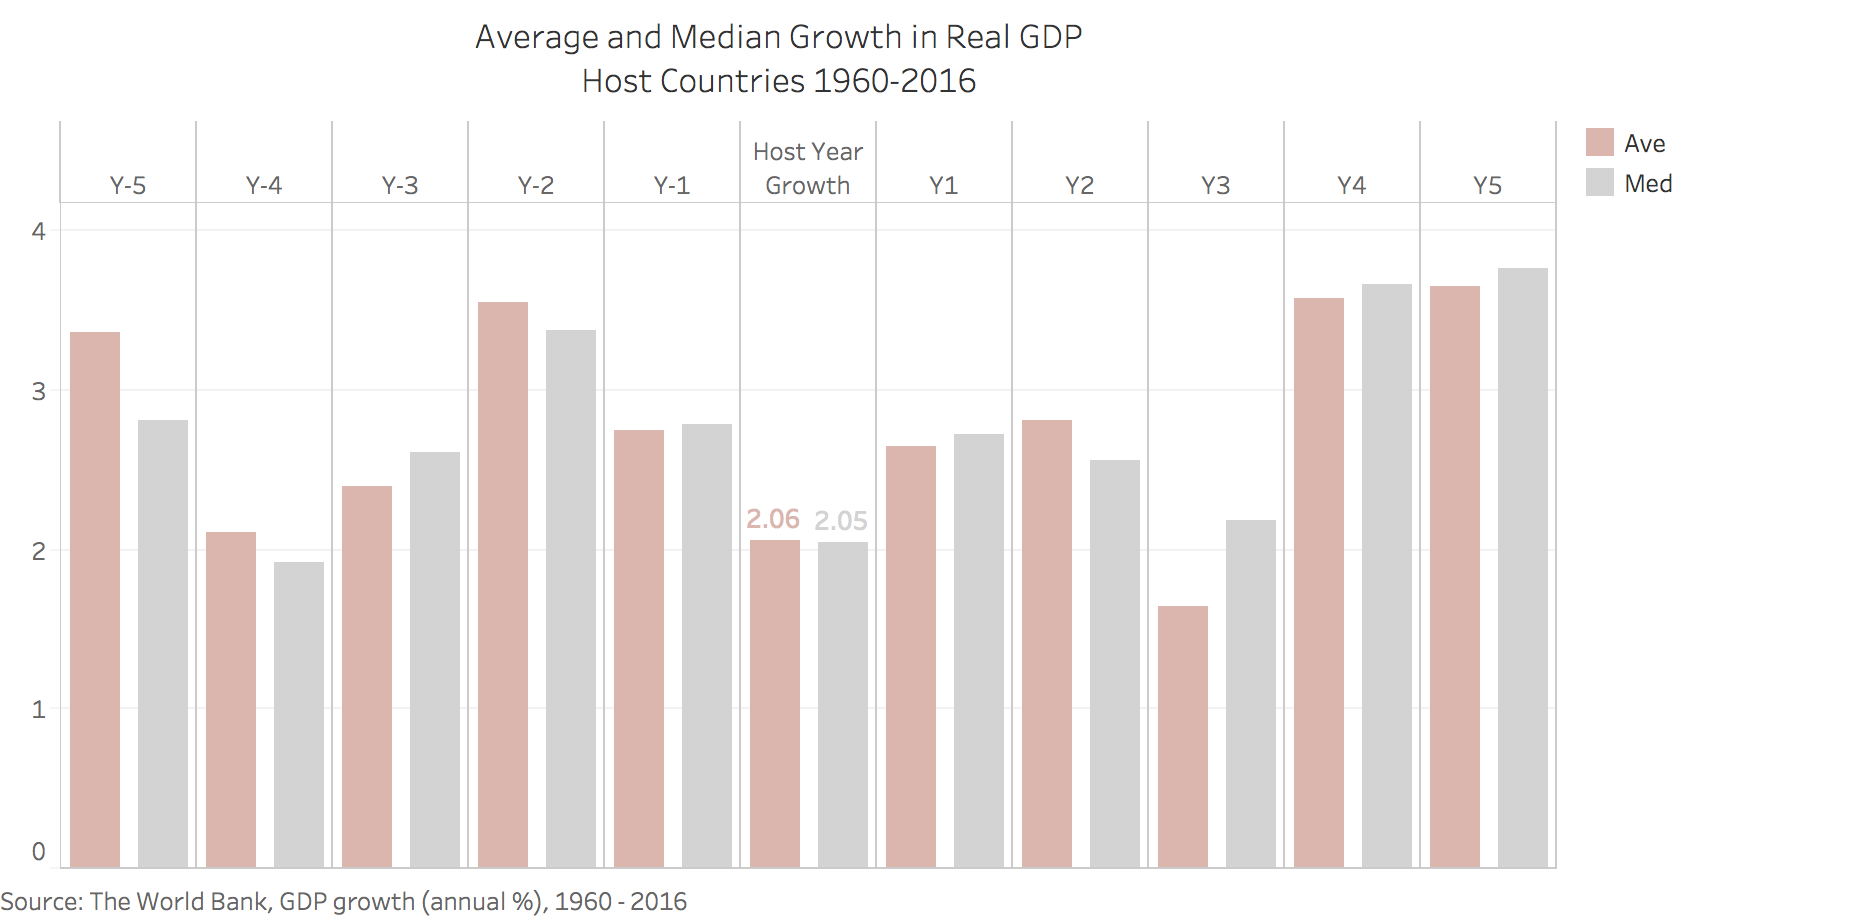 Average and Median Growth in Real GDP
Host Countries 1960-2016
Y-5 Y-4 Y-3 Y-2 Y-1 Host Year Growth Y1 Y2 Y3 Y4 Y5
Ave
Med
4
3
2
1
0
2.06 2.05
Source: The World Bank, GDP growth (annual %), 1960 - 2016